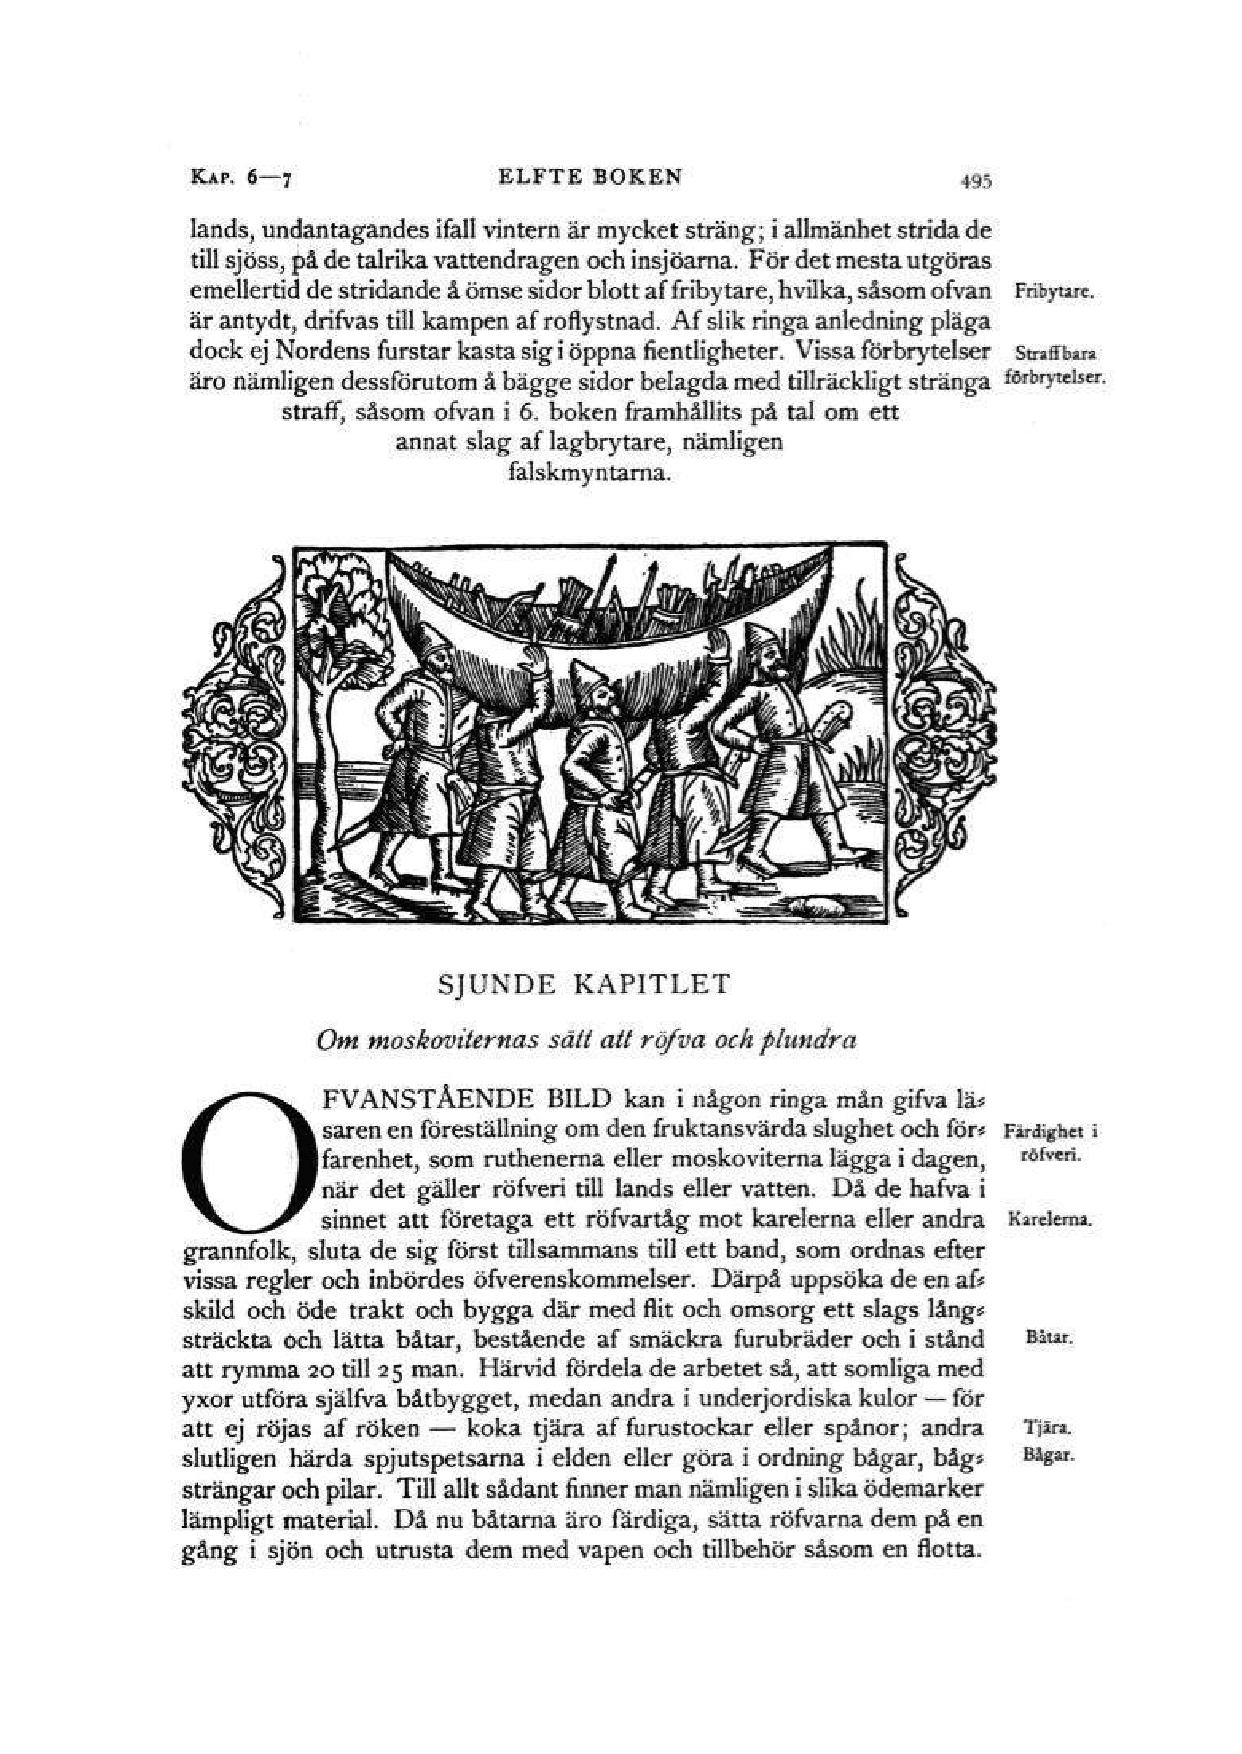 KAP. 6—7 ELFTE BOKEN 495
lands, undantagandes ifall vintern är mycket sträng; i allmänhet strida de
till sjöss, på de talrika vattendragen och insjöarna. För det mesta utgöras
emellertid de stridande å ömse sidor blott af fribytare, hvilka, såsom ofvan
Fribytare.
är antydt, drifvas till kampen af roflystnad. Af slik ringa anledning pläga
dock ej Nordens furstar kasta sig i öppna fientligheter. Vissa förbrytelser
Straffbara
äro nämligen dessförutom å bägge sidor belagda med tillräckligt stränga
förbrytelser.
straff, såsom ofvan i 6. boken framhållits på tal om ett
annat slag af lagbrytare, nämligen
falskmyntarna.
SJUNDE KAPITLET
Om moskoviternas sätt att röfva och plundra
OFVANSTÅENDE BILD kan i någon ringa mån gifva lä⸗
saren en föreställning om den fruktansvärda slughet och för⸗
Färdighet i
farenhet, som ruthenerna eller moskoviterna lägga i dagen,
röfveri.
när det gäller röfveri till lands eller vatten. Då de hafva i
sinnet att företaga ett röfvartåg mot karelerna eller andra
Karelerna.
grannfolk, sluta de sig först tillsammans till ett band, som ordnas efter
vissa regler och inbördes öfverenskommelser. Därpå uppsöka de en af⸗
skild och öde trakt och bygga där med flit och omsorg ett slags lång⸗
sträckta och lätta båtar, bestående af smäckra furubräder och i stånd
Båtar.
att rymma 20 till 25 man. Härvid fördela de arbetet så, att somliga med
yxor utföra själfva båtbygget, medan andra i underjordiska kulor — för
att ej röjas af röken — koka tjära af furustockar eller spånor; andra
Tjära.
slutligen härda spjutspetsarna i elden eller göra i ordning bågar, båg⸗
Bågar.
strängar och pilar. Till allt sådant finner man nämligen i slika ödemarker
lämpligt material. Då nu båtarna äro färdiga, sätta röfvarna dem på en
gång i sjön och utrusta dem med vapen och tillbehör såsom en flotta.